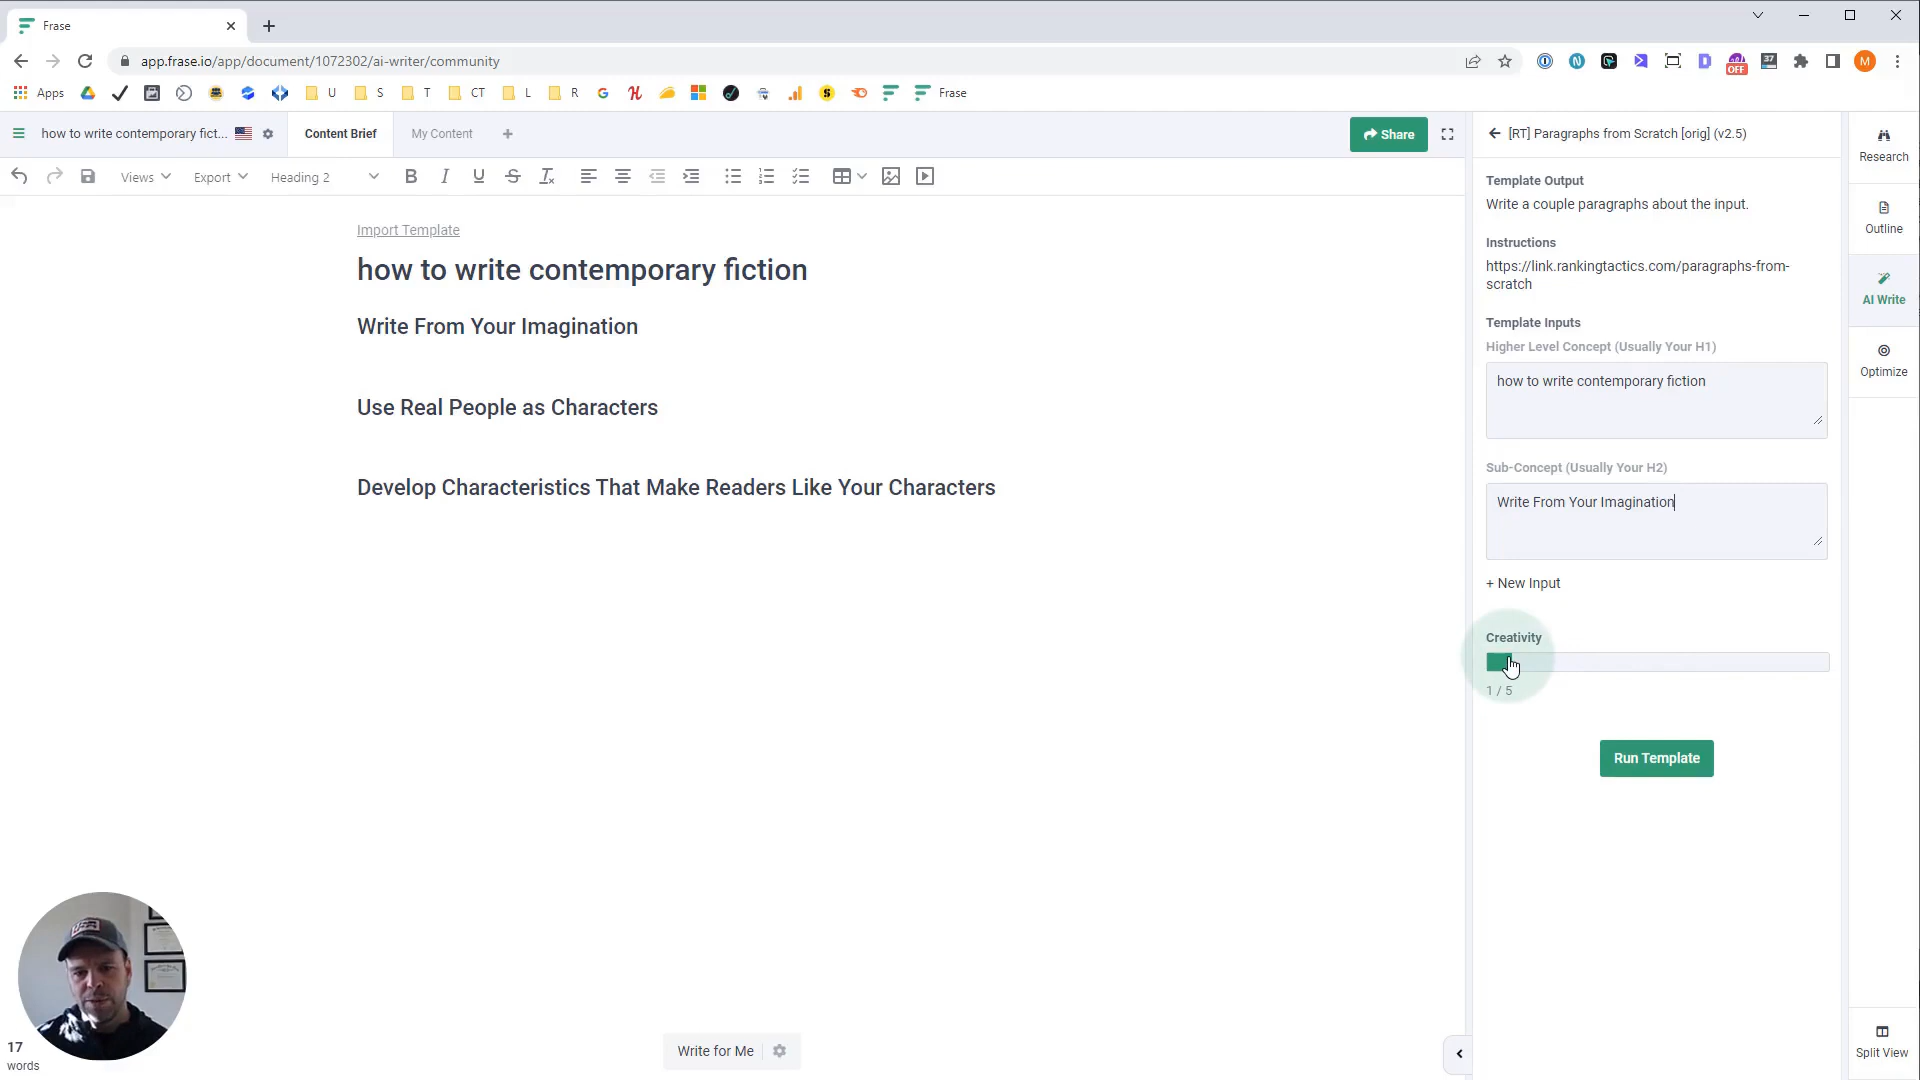 Frase
app.frase.io/app/document/1072302/ai-writer/community
OFF
37
M
Apps
U
S
T
CT
L
R
Frase
how to write contemporary fict...
Content Brief
My Content
Share
[RT] Paragraphs from Scratch [orig] (v2.5)
Research
Views
Export
Heading 2
Template Output
Write a couple paragraphs about the input.
Outline
Import Template
how to write contemporary fiction
Instructions
https://link.rankingtactics.com/paragraphs-from-
scratch
AI Write
Write From Your Imagination
Template Inputs
Higher Level Concept (Usually Your H1)
how to write contemporary fiction
Optimize
Use Real People as Characters
Sub-Concept (Usually Your H2)
Write From Your Imagination
Develop Characteristics That Make Readers Like Your Characters
+ New Input
Creativity
1 / 5
Run Template
17
words
Write for Me
Split View